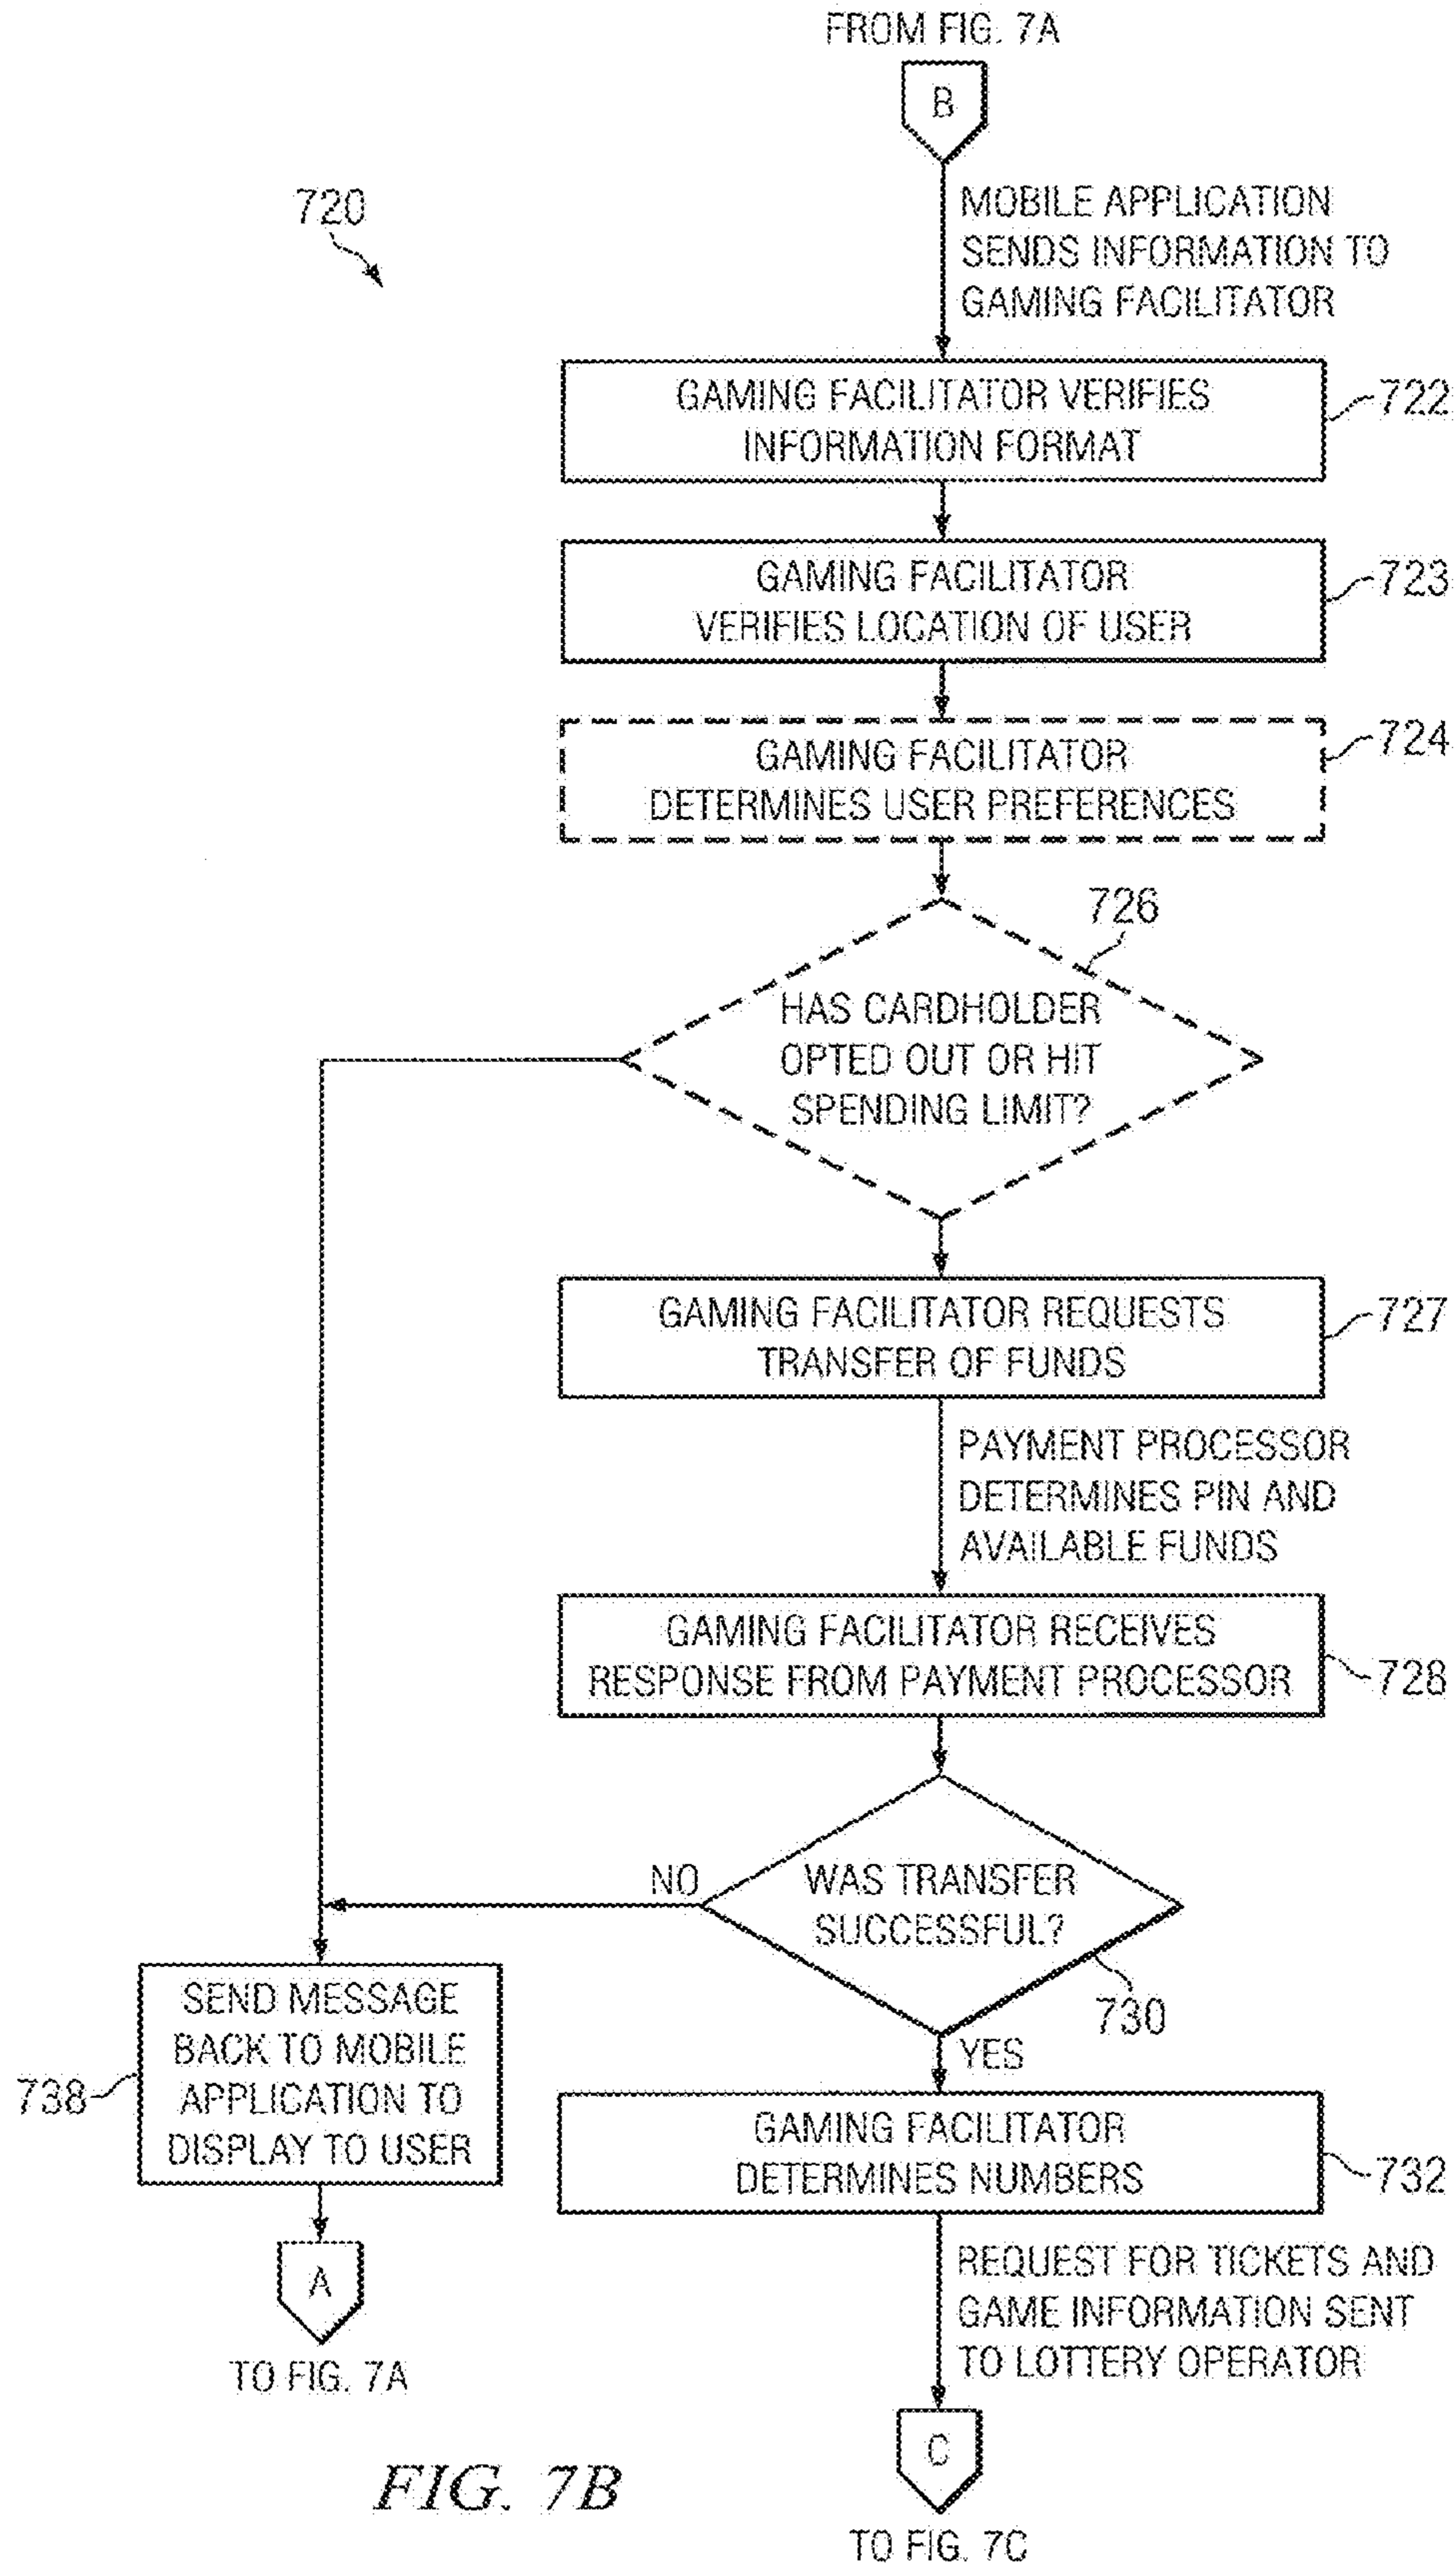 FROM FIG. 7A
B
720
MOBILE APPLICATION
SENDS INFORMATION TO
GAMING FACILITATOR
GAMING FACILITATOR VERIFIES
INFORMATION FORMAT
722
GAMING FACILITATOR
VERIFIES LOCATION OF USER
723
GAMING FACILITATOR
DETERMINES USER PREFERENCES
724
726
HAS CARDHOLDER
OPTED OUT OR HIT
SPENDING LIMIT?
GAMING FACILITATOR REQUESTS
TRANSFER OF FUNDS
727
PAYMENT PROCESSOR
DETERMINES PIN AND
AVAILABLE FUNDS
GAMING FACILITATOR RECEIVES
RESPONSE FROM PAYMENT PROCESSOR
728
NO
WAS TRANSFER
SUCCESSFUL?
730
YES
SEND MESSAGE
BACK TO MOBILE
APPLICATION TO
DISPLAY TO USER
738
GAMING FACILITATOR
DETERMINES NUMBERS
732
A
TO FIG. 7A
REQUEST FOR TICKETS AND
GAME INFORMATION SENT
TO LOTTERY OPERATOR
C
TO FIG. 7C
FIG. 7B